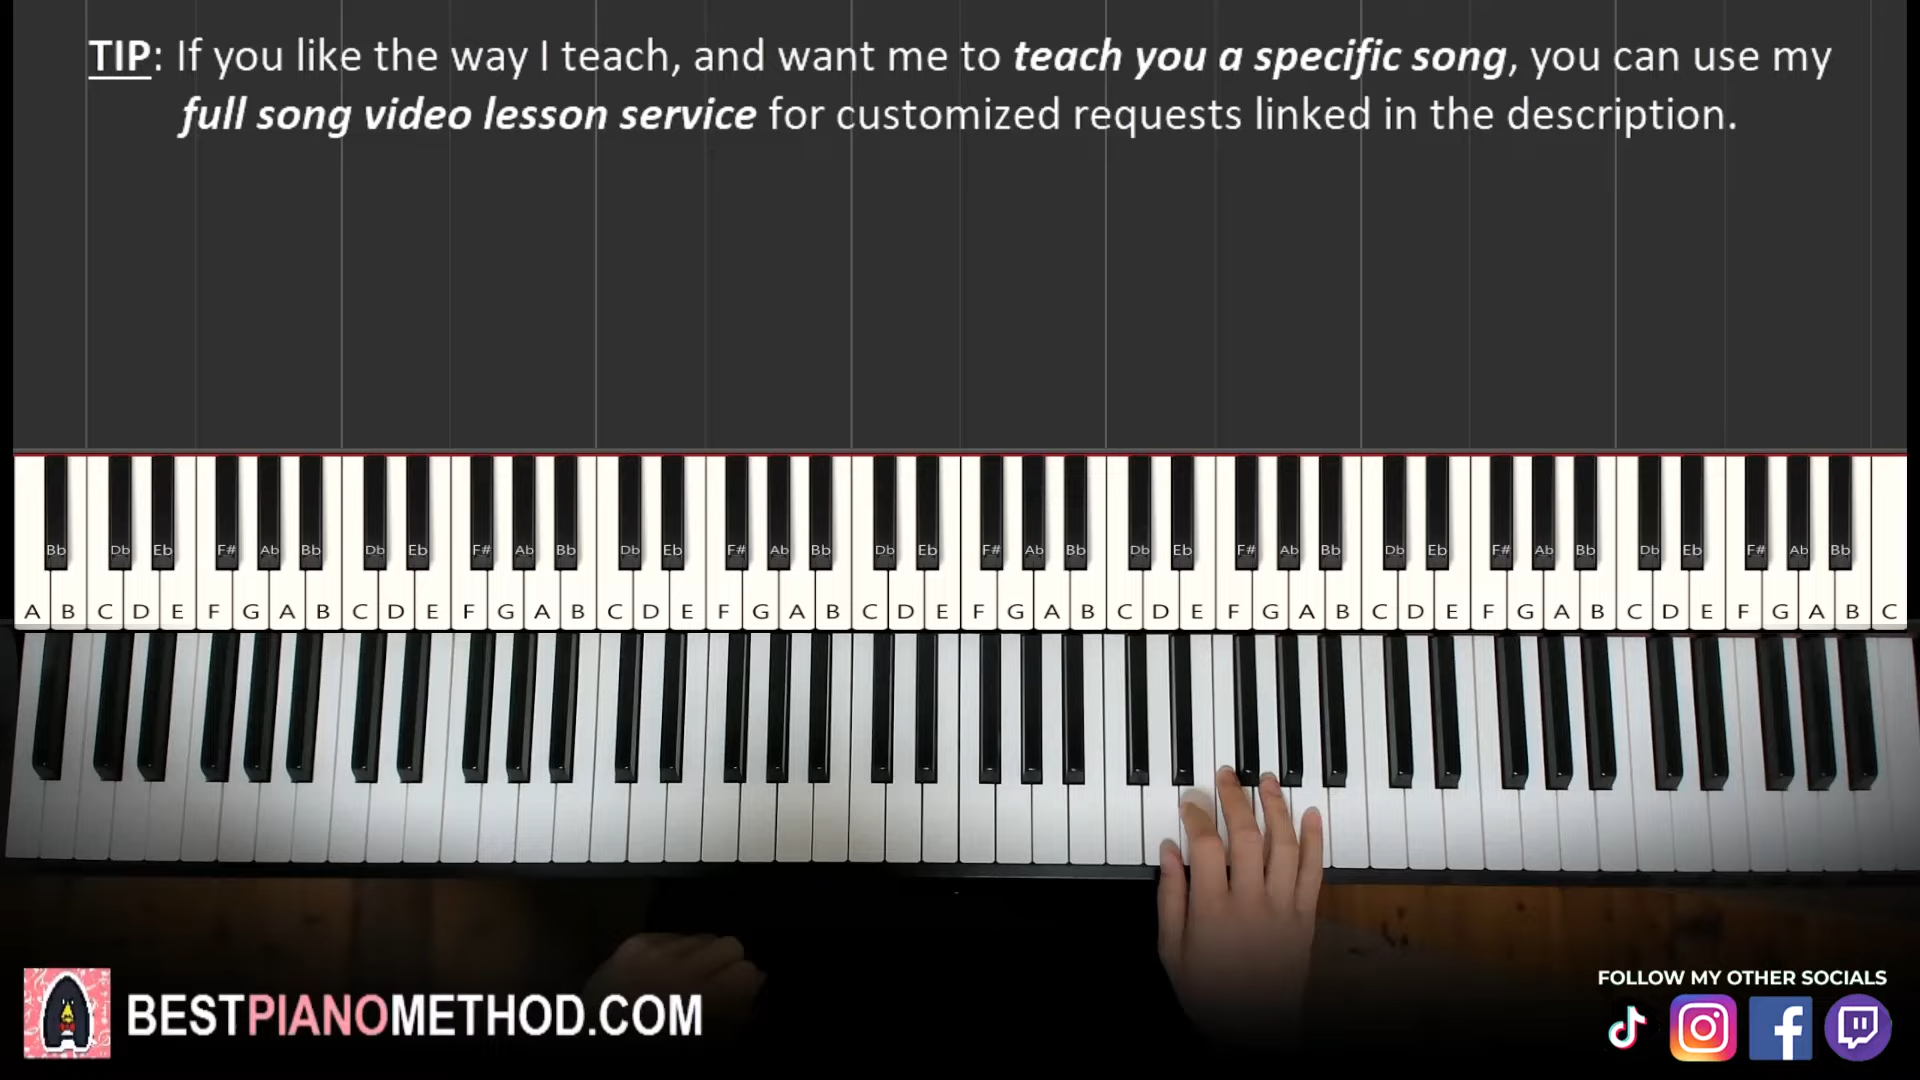 TIP: If you like the way I teach, and want me to teach you a specific song, you can use my
full song video lesson service for customized requests linked in the description.
Bb Db Eb F# Ab Bb Db Eb F# Ab Bb Db Eb F# Ab Bb Db Eb F# Ab Bb Db Eb F# Ab Bb Db Eb F# Ab Bb Db Eb F# Ab Bb
A B C D E F G A B C D E F G A B C D E F G A B C D E F G A B C D E F G A B C D E F G A B C D E F G A B C
BESTPIANOMETHOD.COM
FOLLOW MY OTHER SOCIALS